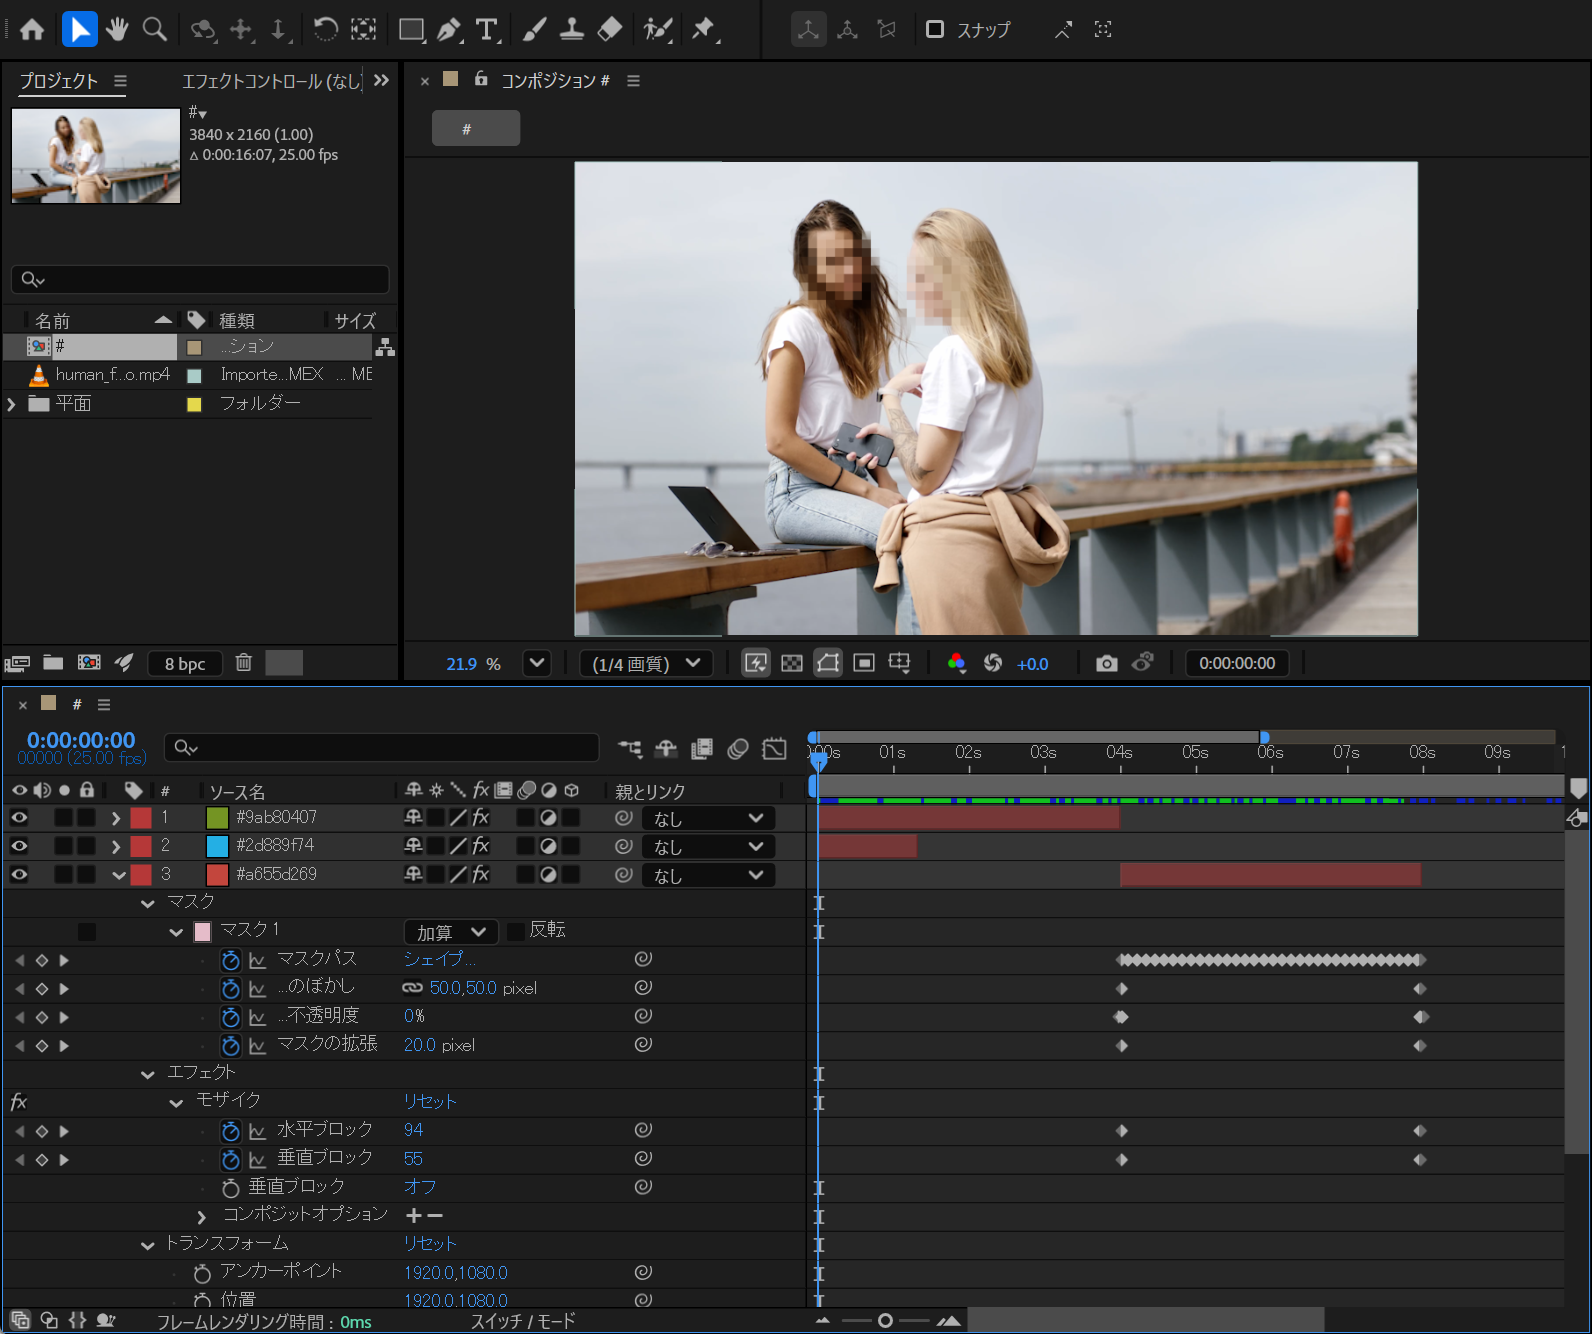 スナップ
プロジェクト
エフェクトコントロール (なし)
コンポジション #
#
#▼
3840 x 2160 (1.00)
△ 0:00:16:07, 25.00 fps
名前
種類
サイズ
#
...ション
human_f...o.mp4
Importe...MEX
... ME
平面
フォルダー
8 bpc
21.9 %
(1/4 画質)
+0.0
0:00:00:00
#
0:00:00:00
00000 (25.00 fps)
:00s 01s 02s 03s 04s 05s 06s 07s 08s 09s 1
# ソース名
fx
親とリンク
1 #9ab80407
fx
なし
2 #2d889f74
fx
なし
3 #a655d269
fx
なし
マスク
マスク 1
加算
反転
マスクパス
シェイプ...
...のぼかし
50.0,50.0 pixel
...不透明度
0%
マスクの拡張
20.0 pixel
エフェクト
fx
モザイク
リセット
水平ブロック
94
垂直ブロック
55
垂直ブロック
オフ
コンポジットオプション
+−
トランスフォーム
リセット
アンカーポイント
1920.0,1080.0
位置
1920.0,1080.0
フレームレンダリング時間 : 0ms
スイッチ / モード